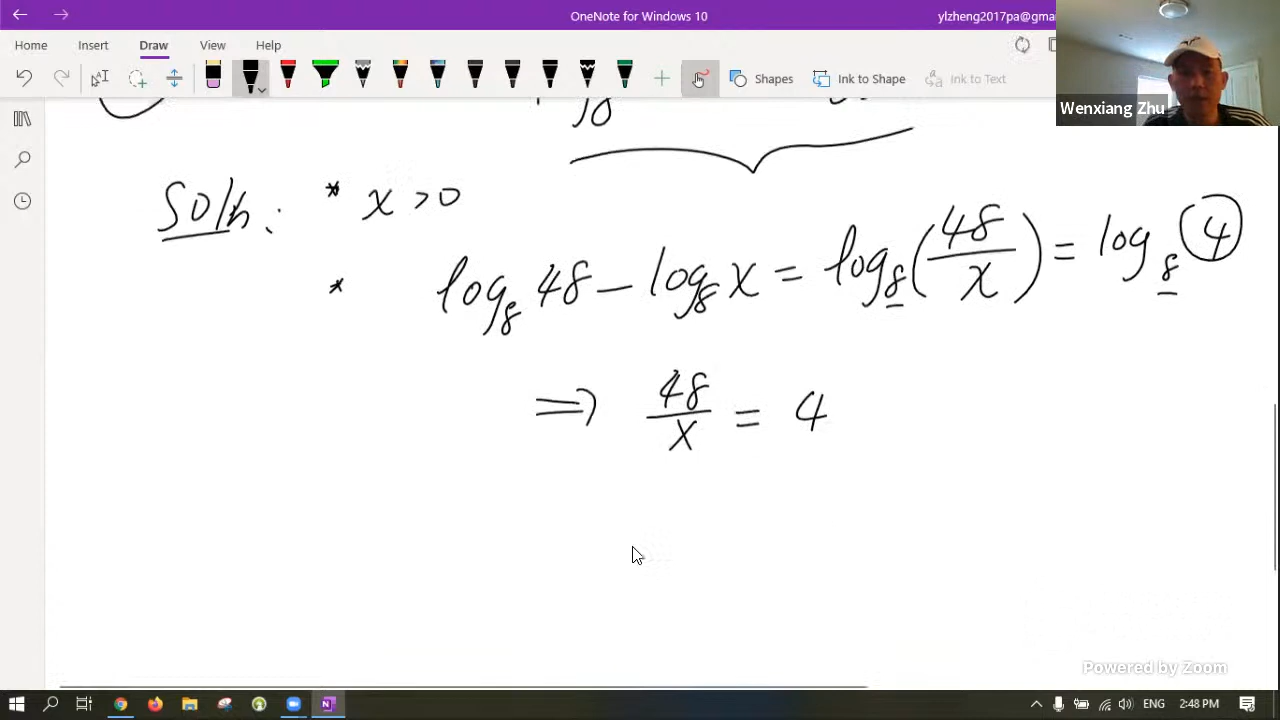 OneNote for Windows 10
ylzheng2017pa@gma
Home Insert Draw View Help
Shapes Ink to Shape Ink to Text
Wenxiang Zhu
8
Soln: * x > 0
* log₈ 48 − log₈ x = log₈(48/x) = log₈ 4
⇒ 48/x = 4
Powered by Zoom
ENG 2:48 PM